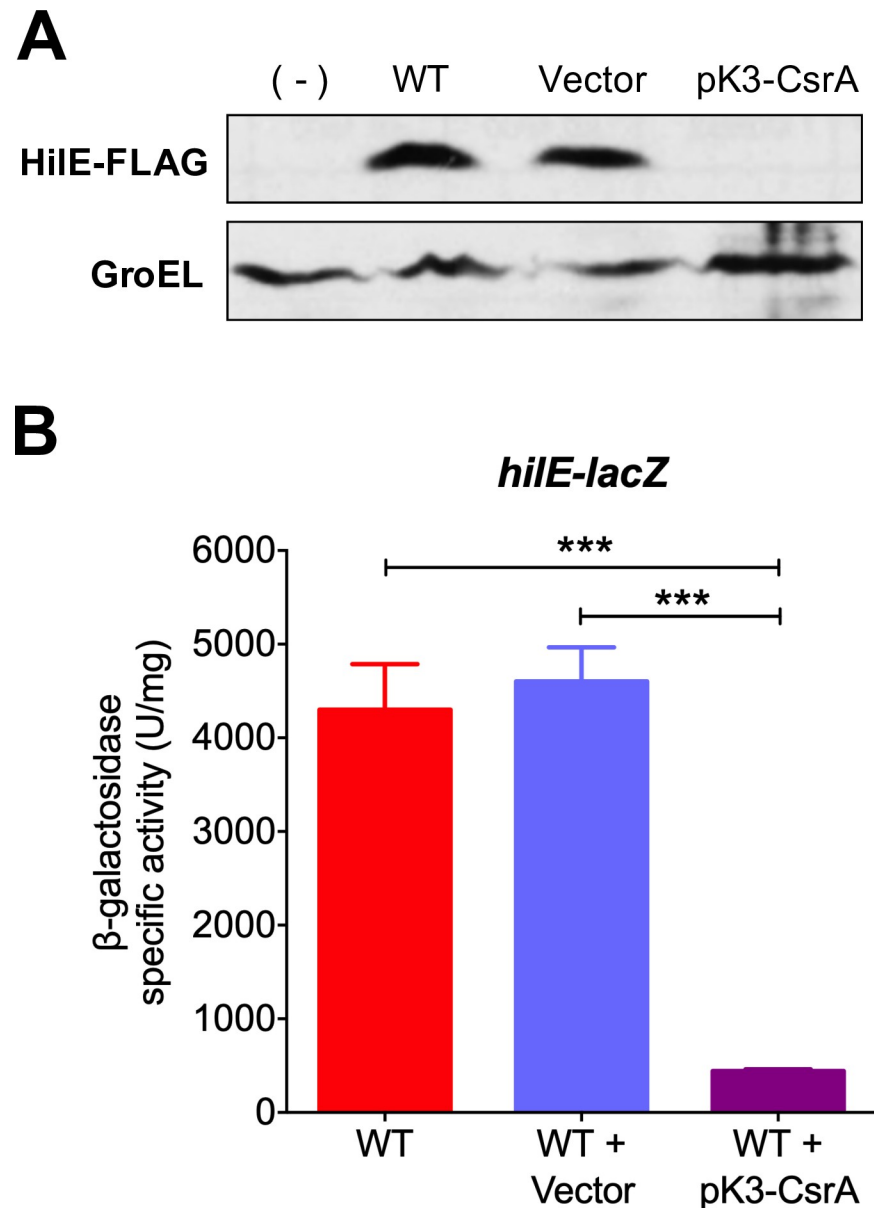 A
( - ) WT Vector pK3-CsrA
HilE-FLAG
GroEL
B
hilE-lacZ
β-galactosidase
specific activity (U/mg)
6000
5000
4000
3000
2000
1000
0
***
***
WT
WT +
Vector
WT +
pK3-CsrA